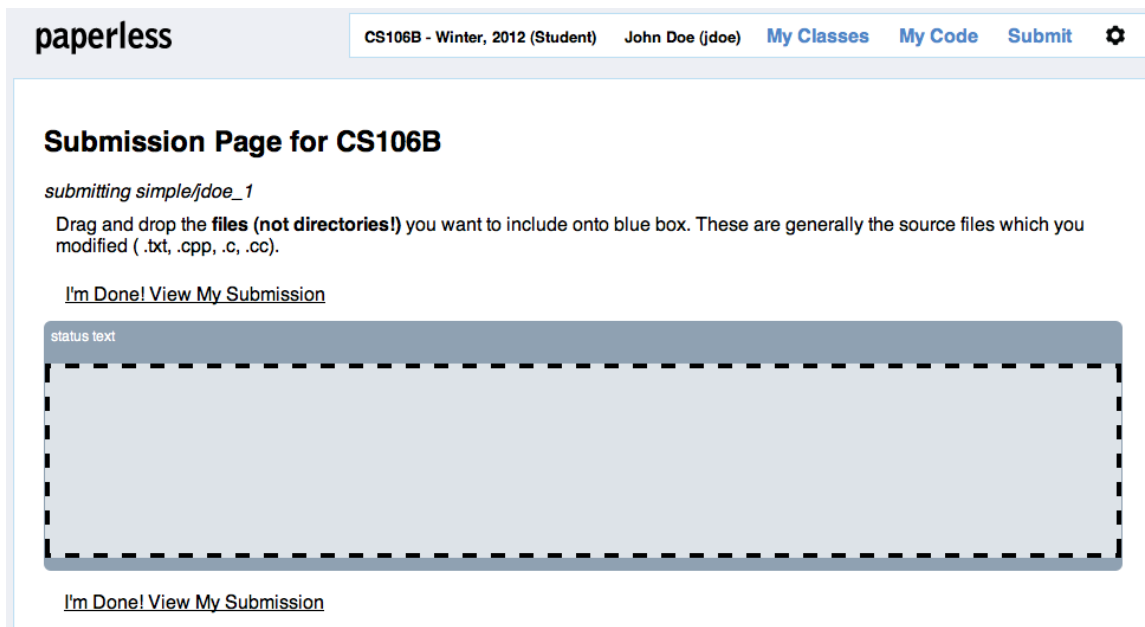 paperless
CS106B - Winter, 2012 (Student) John Doe (jdoe) My Classes My Code Submit
Submission Page for CS106B
submitting simple/jdoe_1
Drag and drop the files (not directories!) you want to include onto blue box. These are generally the source files which you
modified ( .txt, .cpp, .c, .cc).
I'm Done! View My Submission
status text
I'm Done! View My Submission